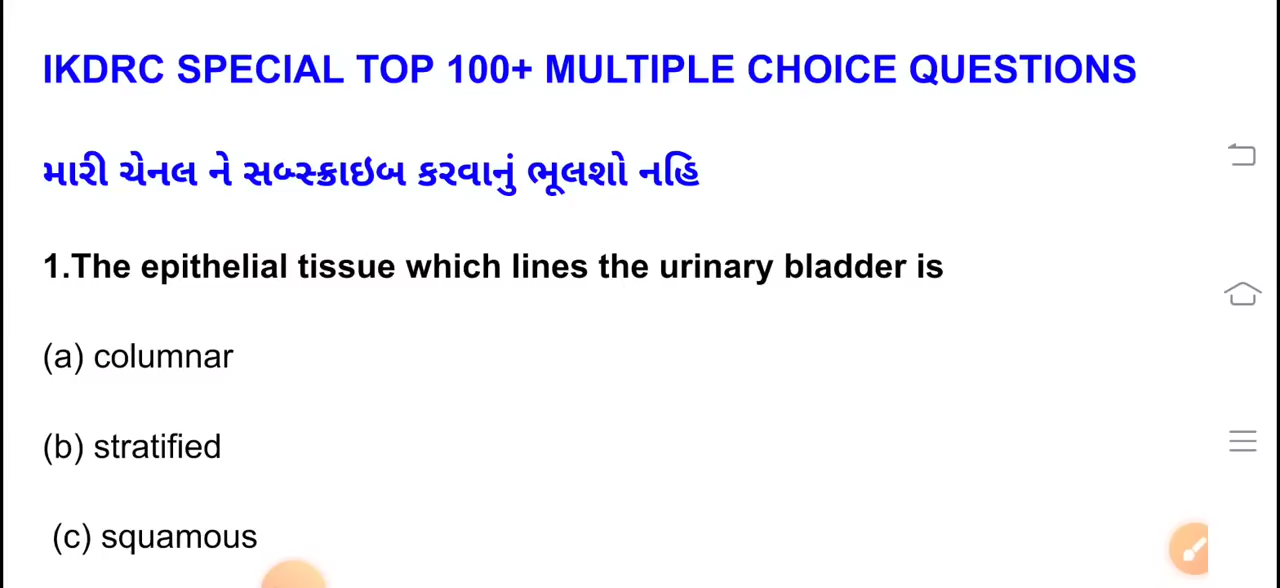 IKDRC SPECIAL TOP 100+ MULTIPLE CHOICE QUESTIONS
મારી ચેનલ ને સબ્સ્ક્રાઇબ કરવાનું ભૂલશો નહિ
1.The epithelial tissue which lines the urinary bladder is
(a) columnar
(b) stratified
(c) squamous